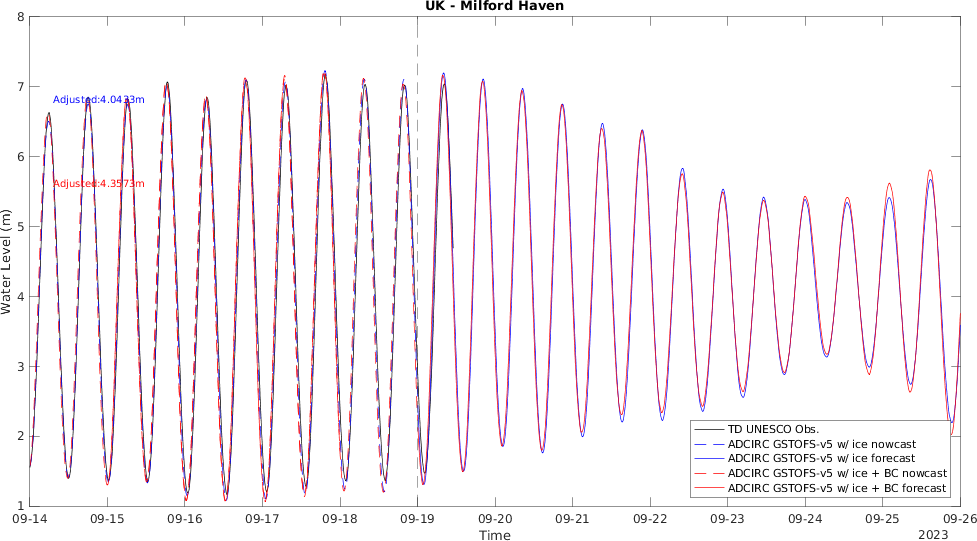 UK - Milford Haven
8
7
6
5
4
3
2
1
Water Level (m)
Adjusted:4.0433m
Adjusted:4.3573m
TD UNESCO Obs.
ADCIRC GSTOFS-v5 w/ ice nowcast
ADCIRC GSTOFS-v5 w/ ice forecast
ADCIRC GSTOFS-v5 w/ ice + BC nowcast
ADCIRC GSTOFS-v5 w/ ice + BC forecast
09-14 09-15 09-16 09-17 09-18 09-19 09-20 09-21 09-22 09-23 09-24 09-25 09-26
Time
2023